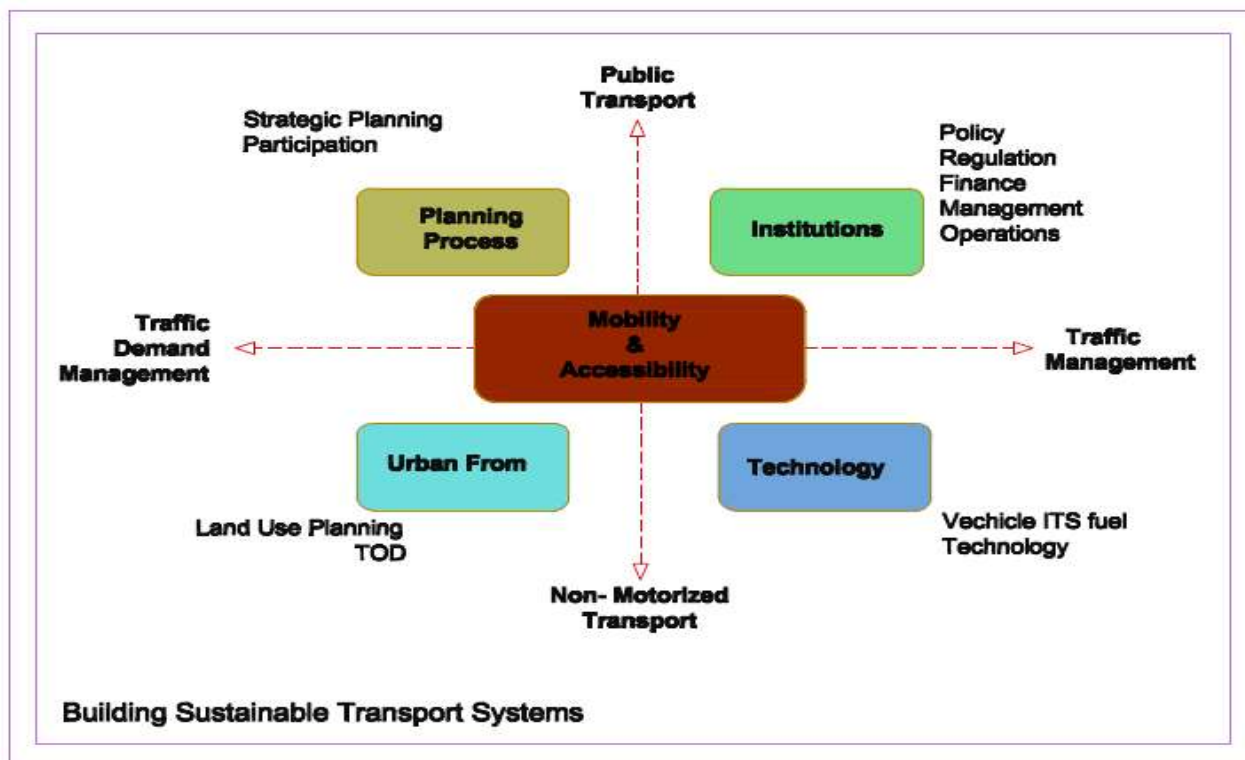 Public
Transport
Strategic Planning
Participation
Policy
Regulation
Finance
Management
Operations
Planning
Process
Institutions
Traffic
Demand
Management
Mobility
&
Accessibility
Traffic
Management
Urban From
Technology
Land Use Planning
TOD
Vechicle ITS fuel
Technology
Non- Motorized
Transport
Building Sustainable Transport Systems